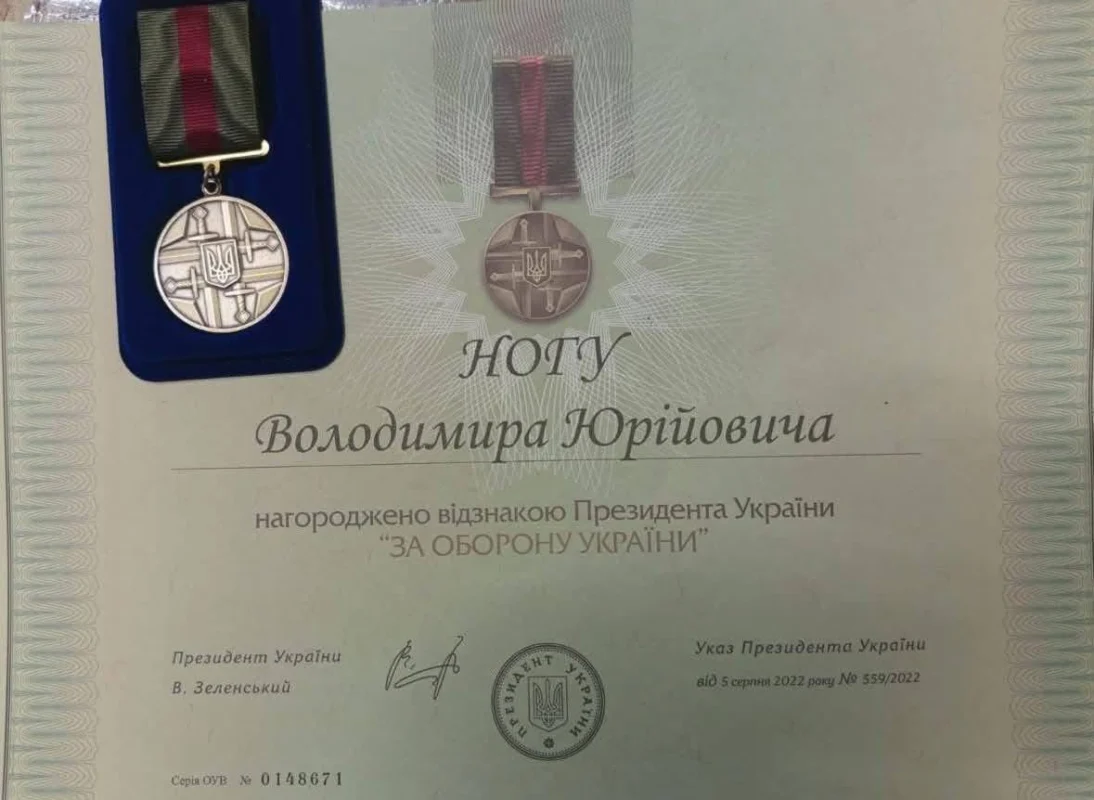 НОГУ
Володимира Юрійовича
нагороджено відзнакою Президента України
“ЗА ОБОРОНУ УКРАЇНИ”
Президент України
В. Зеленський
ПРЕЗИДЕНТ УКРАЇНИ
Указ Президента України
від 5 серпня 2022 року № 559/2022
Серія ОУВ № 0148671